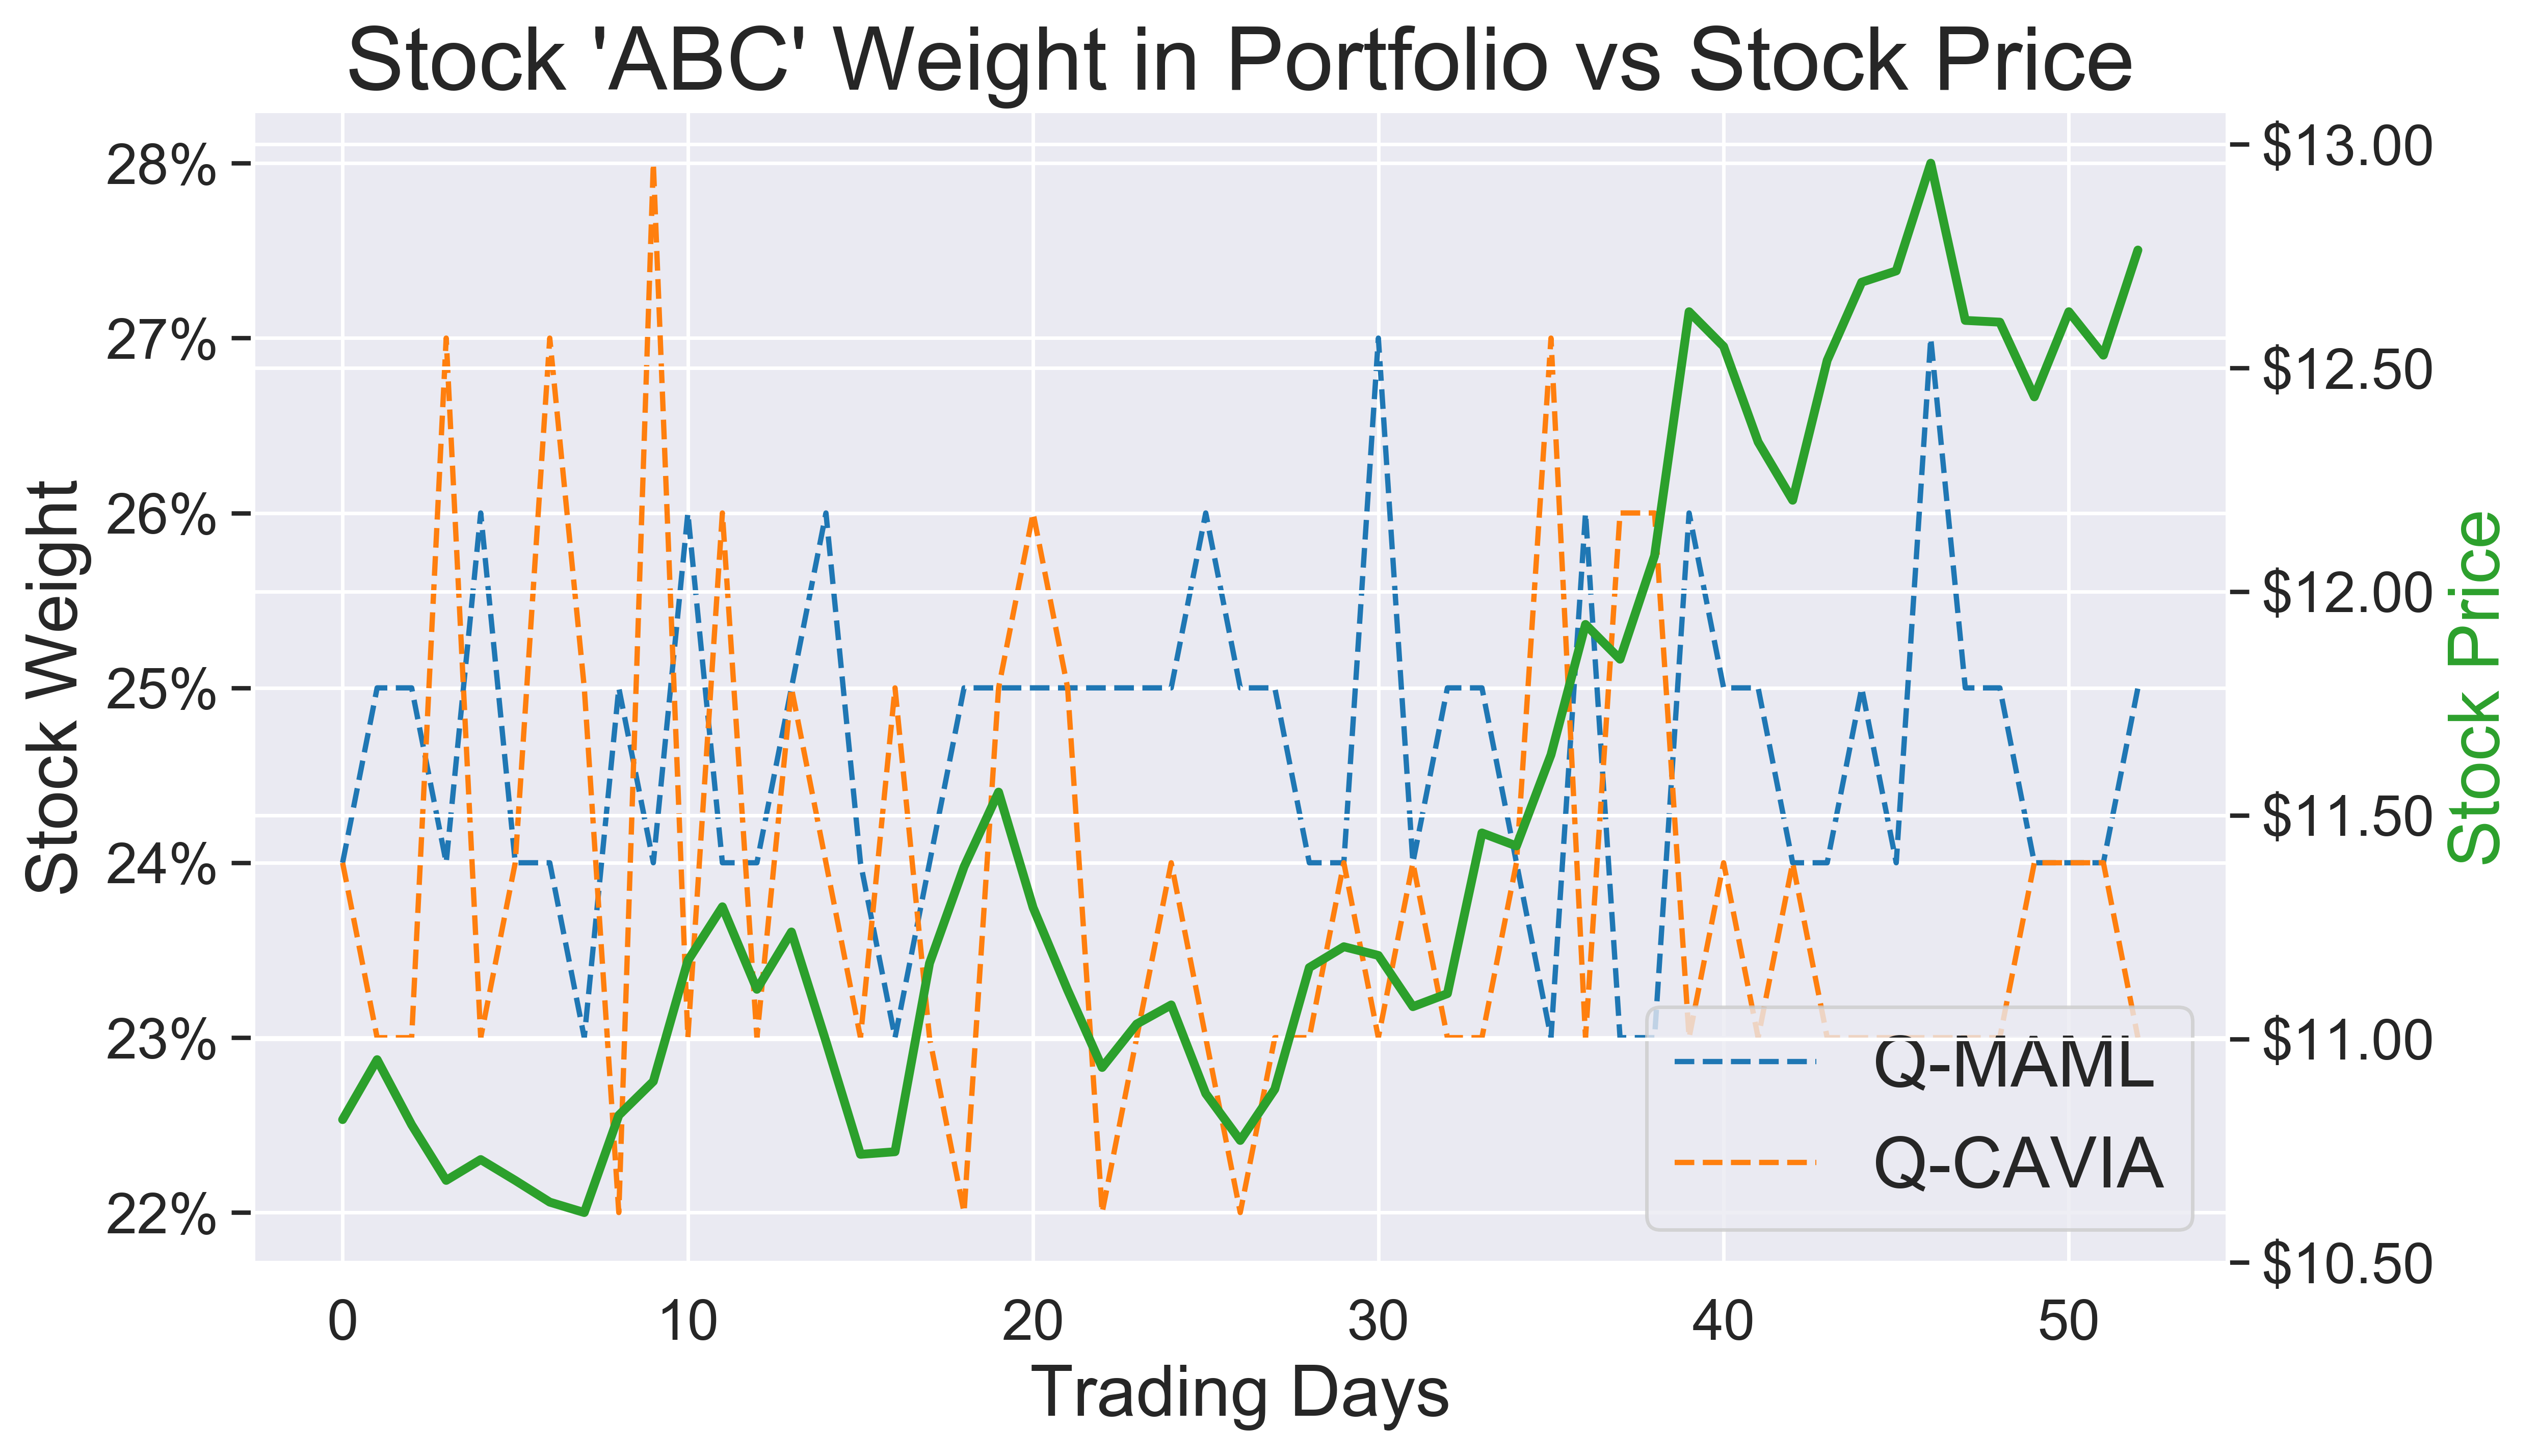 Stock 'ABC' Weight in Portfolio vs Stock Price
28%
27%
26%
25%
24%
23%
22%
Stock Weight
$13.00
$12.50
$12.00
$11.50
$11.00
$10.50
Stock Price
Q-MAML
Q-CAVIA
0 10 20 30 40 50
Trading Days